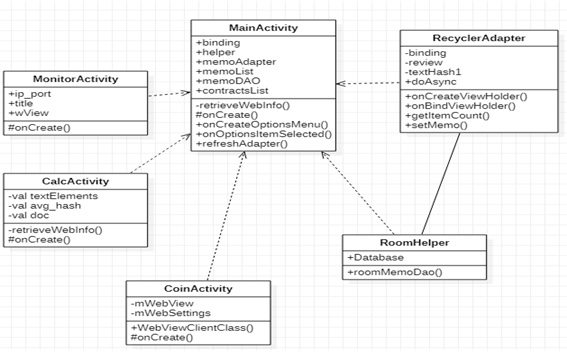 MainActivity
+binding
+helper
+memoAdapter
+memoList
+memoDAO
+contractsList
-retrieveWebInfo()
#onCreate()
+onCreateOptionsMenu()
+onOptionsItemSelected()
+refreshAdapter()
RecyclerAdapter
-binding
-review
-textHash1
+doAsync
+onCreateViewHolder()
+onBindViewHolder()
+getItemCount()
+setMemo()
MonitorActivity
+ip_port
+title
+wView
#onCreate()
CalcActivity
-val textElements
-val avg_hash
-val doc
-retrieveWebInfo()
#onCreate()
RoomHelper
+Database
+roomMemoDao()
CoinActivity
-mWebView
-mWebSettings
+WebViewClientClass()
#onCreate()